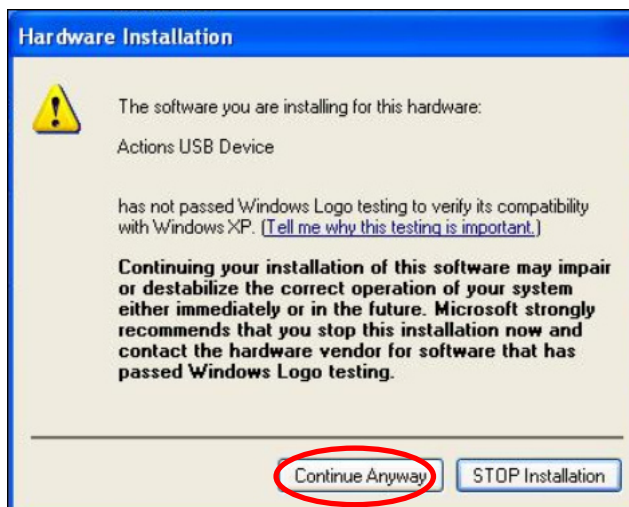 Hardware Installation
The software you are installing for this hardware:
Actions USB Device
has not passed Windows Logo testing to verify its compatibility
with Windows XP. (Tell me why this testing is important.)
Continuing your installation of this software may impair
or destabilize the correct operation of your system
either immediately or in the future. Microsoft strongly
recommends that you stop this installation now and
contact the hardware vendor for software that has
passed Windows Logo testing.
Continue Anyway
STOP Installation